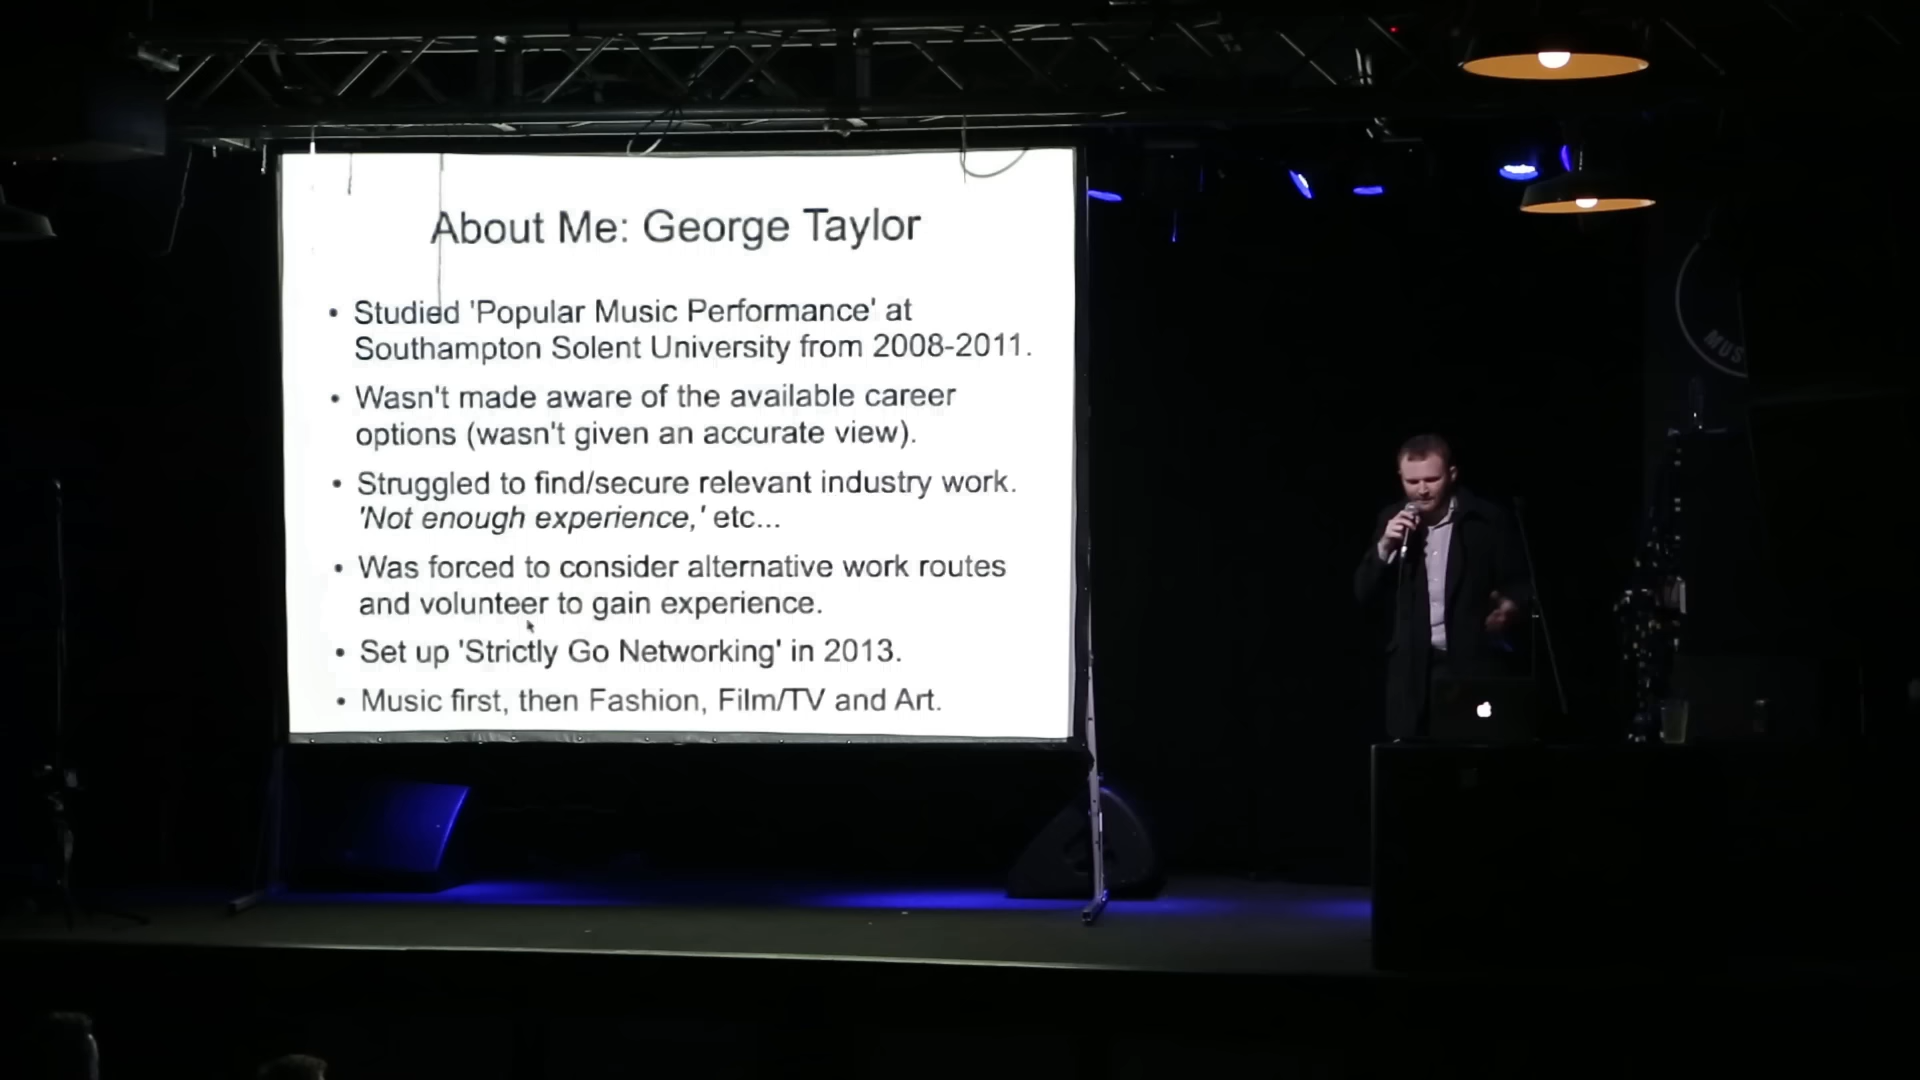 About Me: George Taylor
• Studied 'Popular Music Performance' at
Southampton Solent University from 2008-2011.
• Wasn't made aware of the available career
options (wasn't given an accurate view).
• Struggled to find/secure relevant industry work.
'Not enough experience,' etc...
• Was forced to consider alternative work routes
and volunteer to gain experience.
• Set up 'Strictly Go Networking' in 2013.
• Music first, then Fashion, Film/TV and Art.
MUS